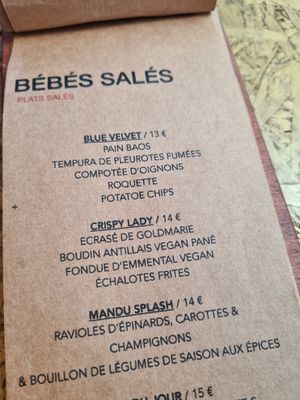 BÉBÉS SALÉS
PLATS SALÉS
BLUE VELVET / 13 €
PAIN BAOS
TEMPURA DE PLEUROTES FUMÉES
COMPOTÉE D'OIGNONS
ROQUETTE
POTATOE CHIPS
+
CRISPY LADY / 14 €
ECRASÉ DE GOLDMARIE
BOUDIN ANTILLAIS VEGAN PANÉ
FONDUE D'EMMENTAL VEGAN
ÉCHALOTES FRITES
MANDU SPLASH / 14 €
RAVIOLES D'ÉPINARDS, CAROTTES &
CHAMPIGNONS
& BOUILLON DE LÉGUMES DE SAISON AUX ÉPICES
DU JOUR / 15 €